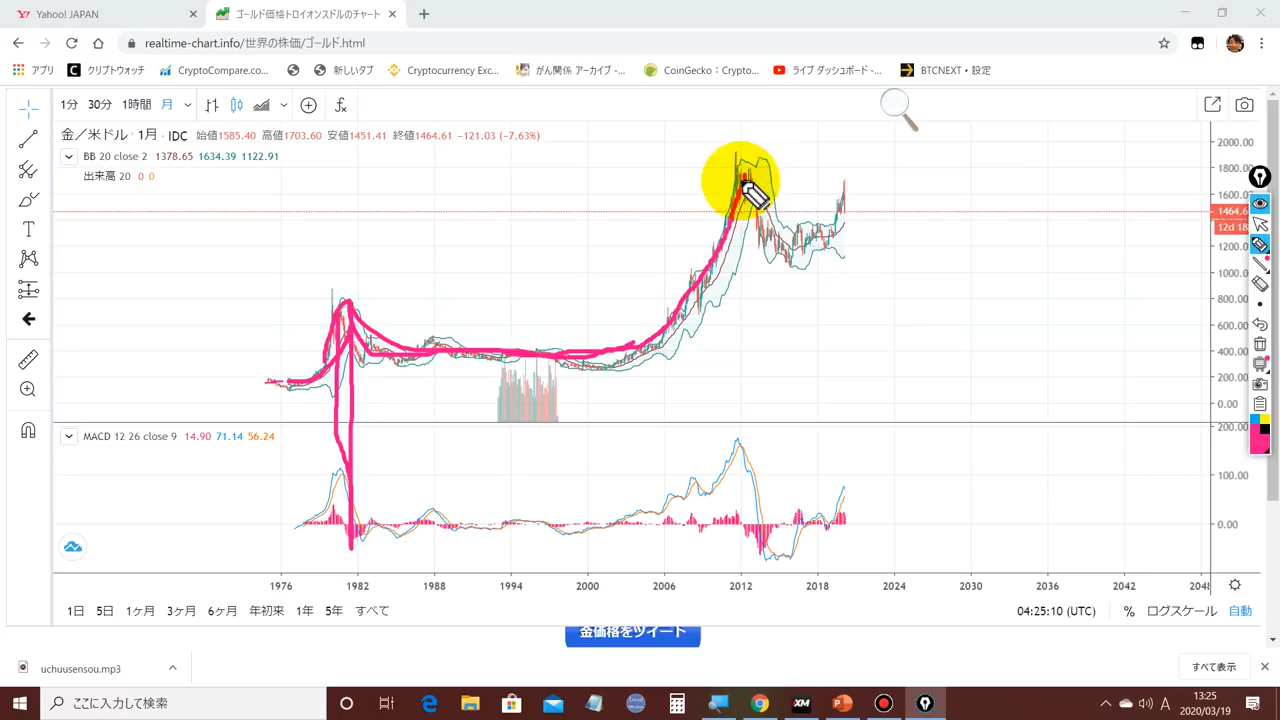 Yahoo! JAPAN
ゴールド価格トロイオンスドルのチャート
realtime-chart.info/世界の株価/ゴールド.html
アプリ クリプトウォッチ CryptoCompare.co... 新しいタブ Cryptocurrency Exc... がん関係 アーカイブ -... CoinGecko：Crypto... ライブ ダッシュボード -... BTCNEXT・設定
1分 30分 1時間 月
金／米ドル・1月・IDC 始値1585.40 高値1703.60 安値1451.41 終値1464.61 -121.03 (-7.63%)
BB 20 close 2 1378.65 1634.39 1122.91
出来高 20 0 0
2000.00
1800.00
1600.00
1464.6
12d 18
1200.00
1000.00
800.00
600.00
400.00
200.00
0.00
MACD 12 26 close 9 14.90 71.14 56.24
100.00
0.00
1976 1982 1988 1994 2000 2006 2012 2018 2024 2030 2036 2042
1日 5日 1ヶ月 3ヶ月 6ヶ月 年初来 1年 5年 すべて 04:25:10 (UTC) % ログスケール 自動
金価格をツイート
uchuusensou.mp3
すべて表示
ここに入力して検索
XM
A
13:25
2020/03/19